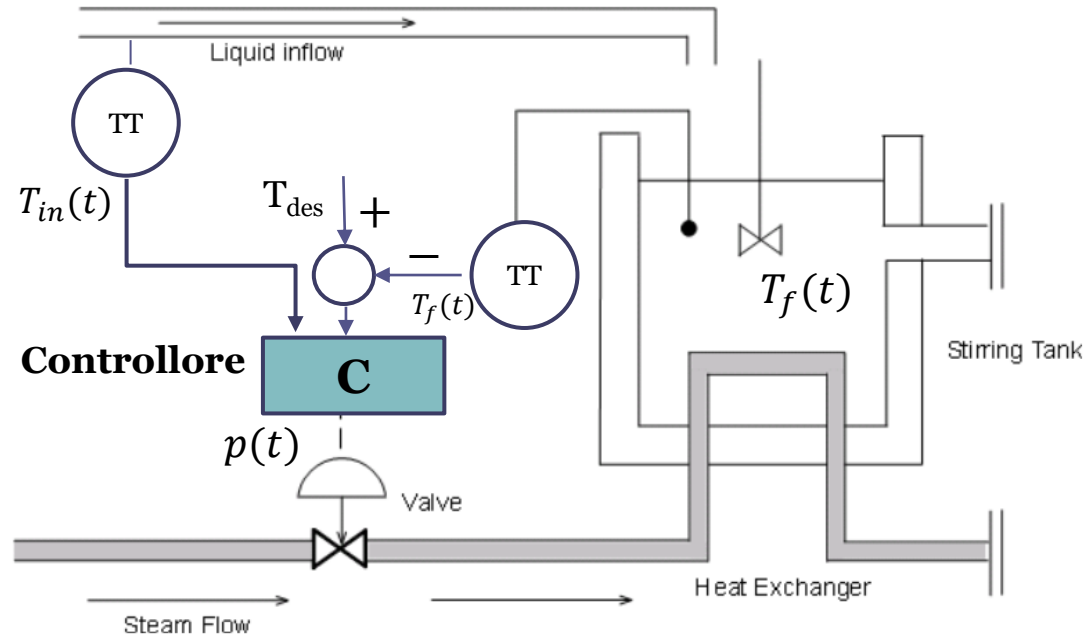 Liquid inflow
TT
T_in(t)
T_des
+
−
TT
T_f(t)
T_f(t)
Controllore
C
Stirring Tank
p(t)
Valve
Heat Exchanger
Steam Flow